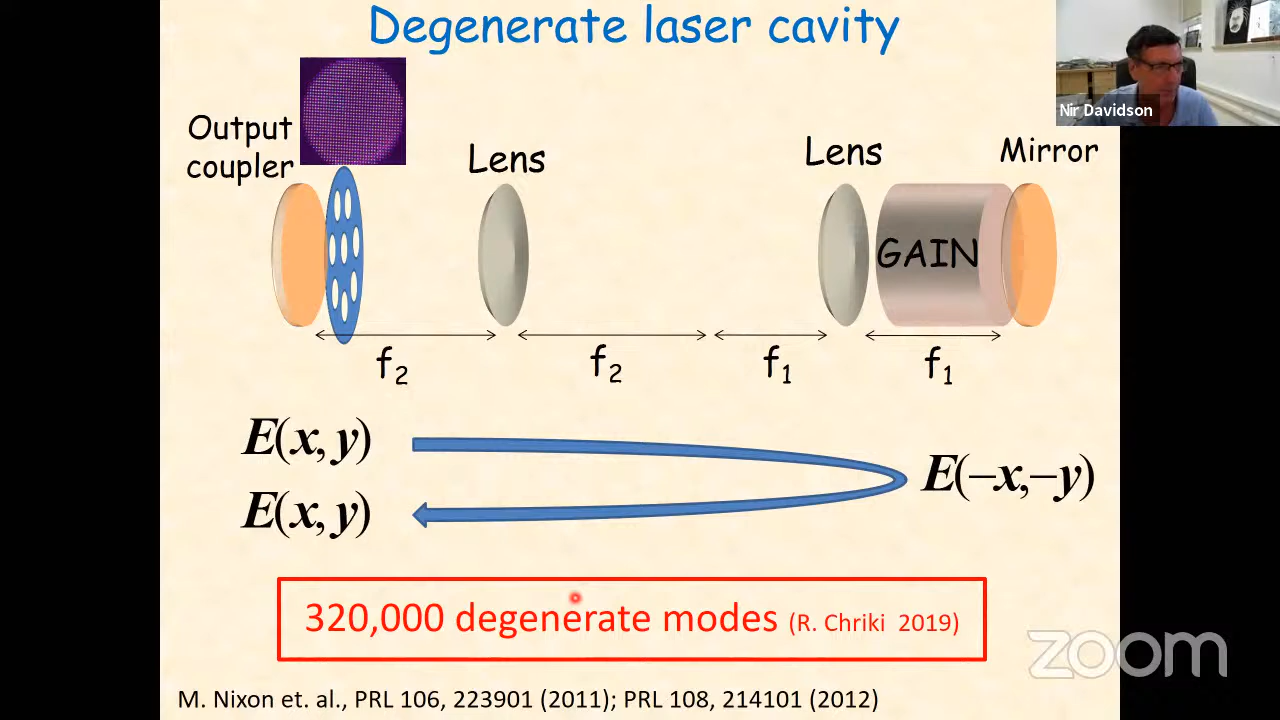 Degenerate laser cavity
Nir Davidson
Output
coupler
Lens
Lens
Mirror
GAIN
f₂
f₂
f₁
f₁
E(x,y)
E(−x,−y)
E(x,y)
320,000 degenerate modes (R. Chriki 2019)
zoom
M. Nixon et. al., PRL 106, 223901 (2011); PRL 108, 214101 (2012)